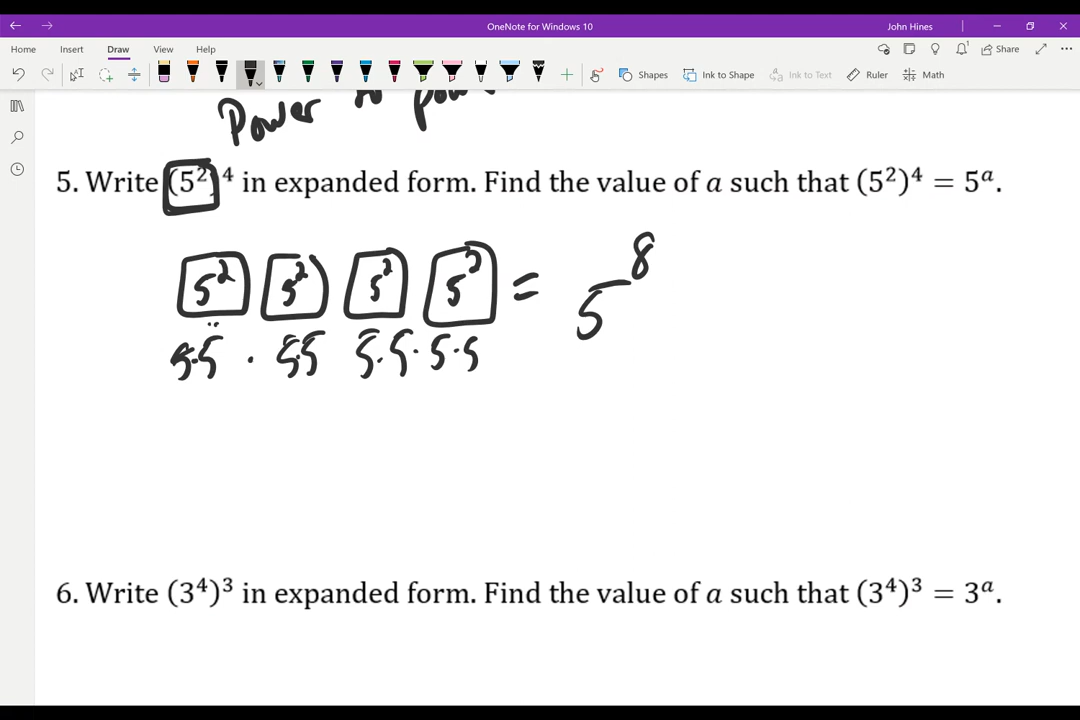 OneNote for Windows 10
John Hines
Home Insert Draw View Help
Share
Shapes Ink to Shape Ink to Text Ruler Math
Power to power
5. Write (5²)⁴ in expanded form. Find the value of a such that (5²)⁴ = 5ᵃ.
5² 5² 5² 5² = 5⁸
5·5 · 5·5 5·5·5·5
6. Write (3⁴)³ in expanded form. Find the value of a such that (3⁴)³ = 3ᵃ.